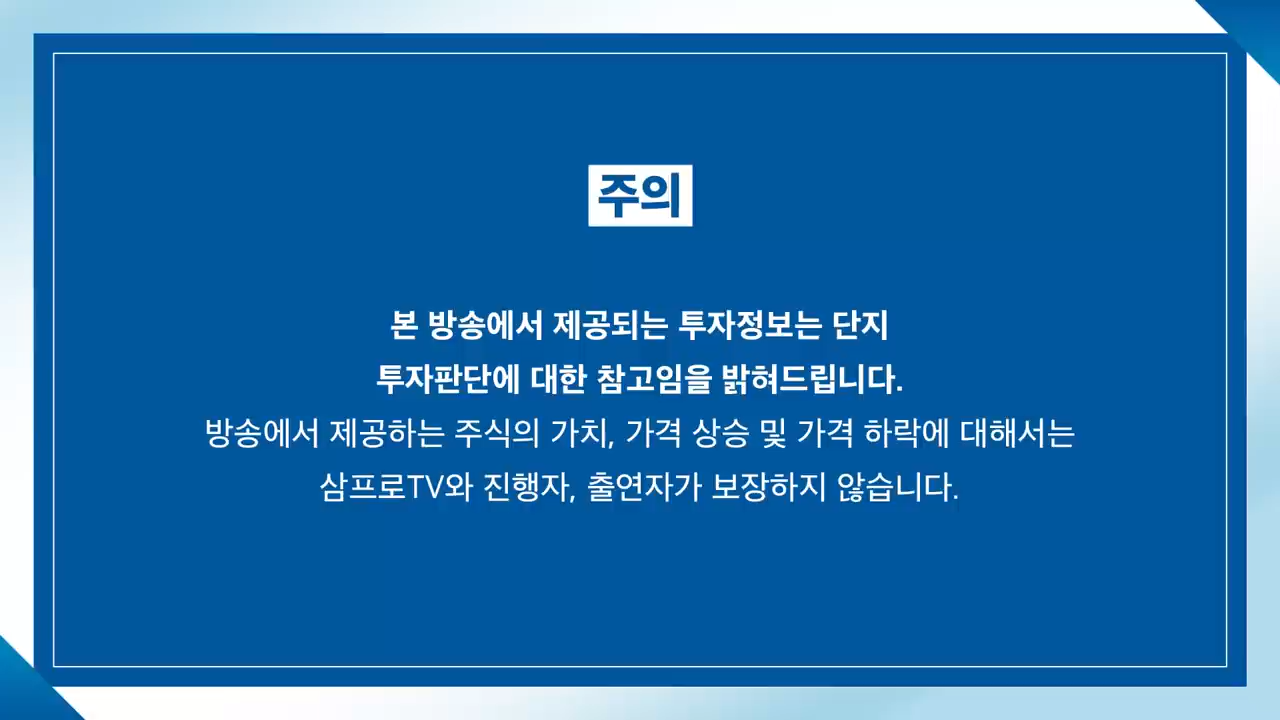 주의
본 방송에서 제공되는 투자정보는 단지
투자판단에 대한 참고임을 밝혀드립니다.
방송에서 제공하는 주식의 가치, 가격 상승 및 가격 하락에 대해서는
삼프로TV와 진행자, 출연자가 보장하지 않습니다.